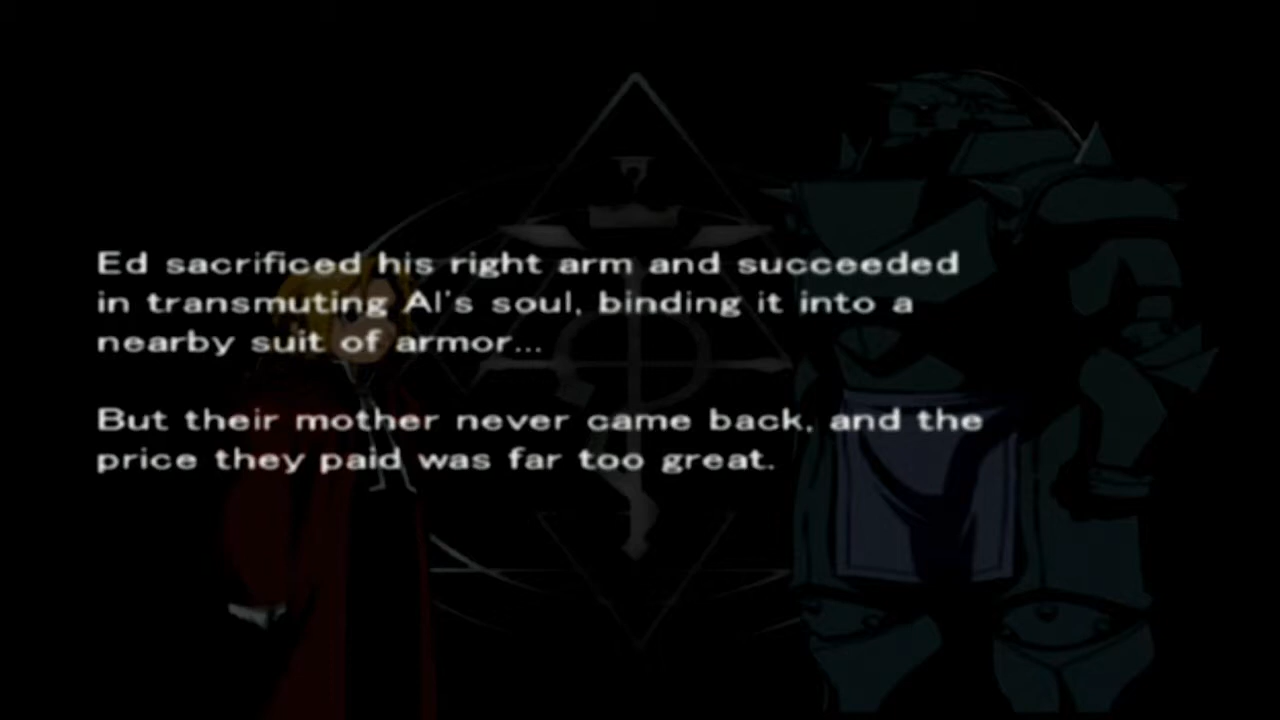 Ed sacrificed his right arm and succeeded
in transmuting Al's soul, binding it into a
nearby suit of armor...
But their mother never came back, and the
price they paid was far too great.